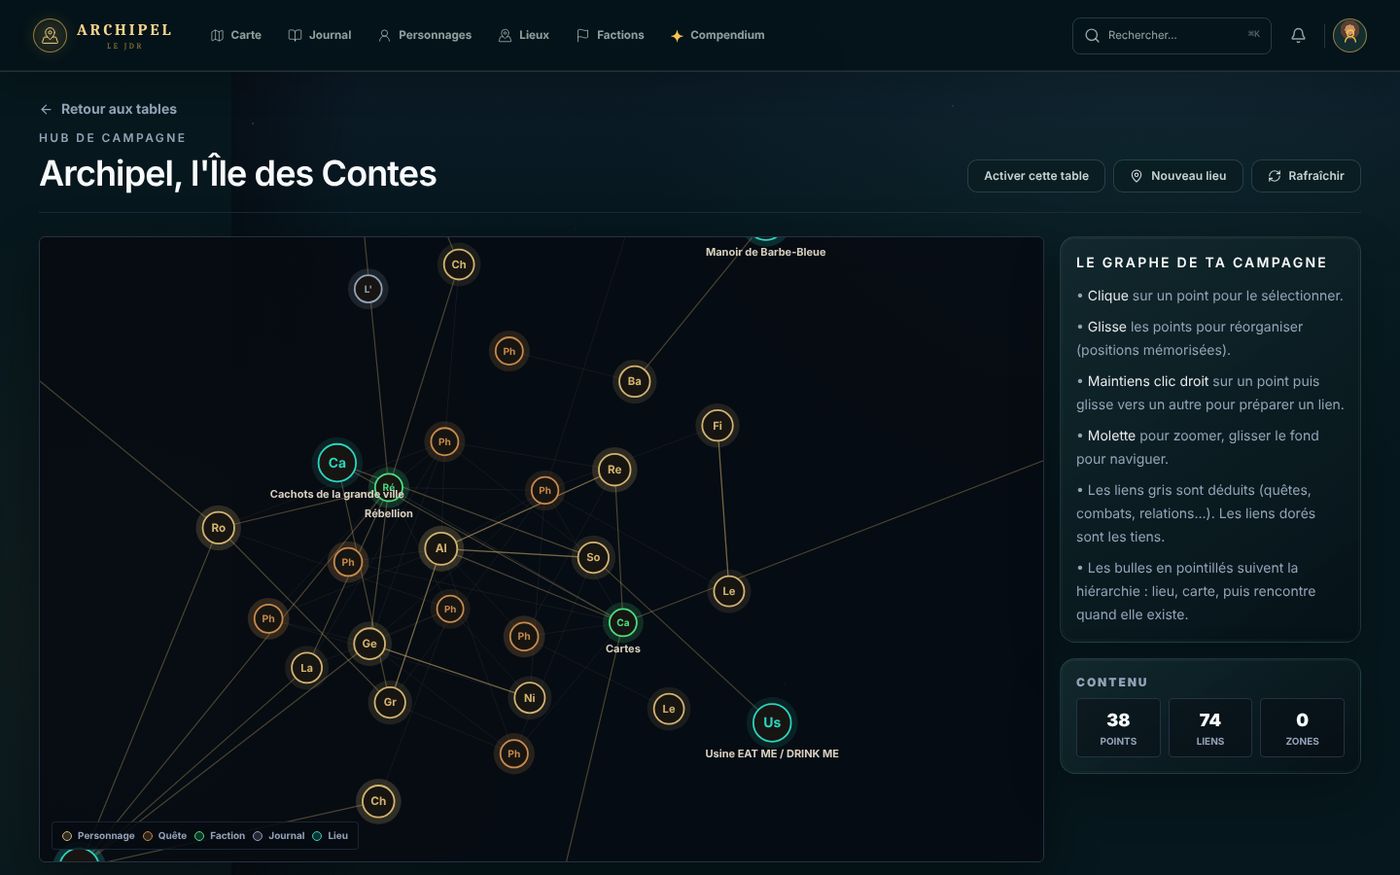 ARCHIPEL
LE JDR
Carte
Journal
Personnages
Lieux
Factions
Compendium
Rechercher...
⌘K
Retour aux tables
HUB DE CAMPAGNE
Archipel, l'Île des Contes
Activer cette table
Nouveau lieu
Rafraîchir
Manoir de Barbe-Bleue
Ch
L'
Ph
Ba
Fi
Ph
Ca
Re
Ré
Ph
Cachots de la grande ville
Rébellion
Ro
Al
So
Ph
Le
Ph
Ph
Ca
Ph
Ge
Cartes
La
Ni
Gr
Le
Us
Ph
Usine EAT ME / DRINK ME
Ch
Personnage
Quête
Faction
Journal
Lieu
LE GRAPHE DE TA CAMPAGNE
• Clique sur un point pour le sélectionner.
• Glisse les points pour réorganiser
(positions mémorisées).
• Maintiens clic droit sur un point puis
glisse vers un autre pour préparer un lien.
• Molette pour zoomer, glisser le fond
pour naviguer.
• Les liens gris sont déduits (quêtes,
combats, relations...). Les liens dorés
sont les tiens.
• Les bulles en pointillés suivent la
hiérarchie : lieu, carte, puis rencontre
quand elle existe.
CONTENU
38
POINTS
74
LIENS
0
ZONES